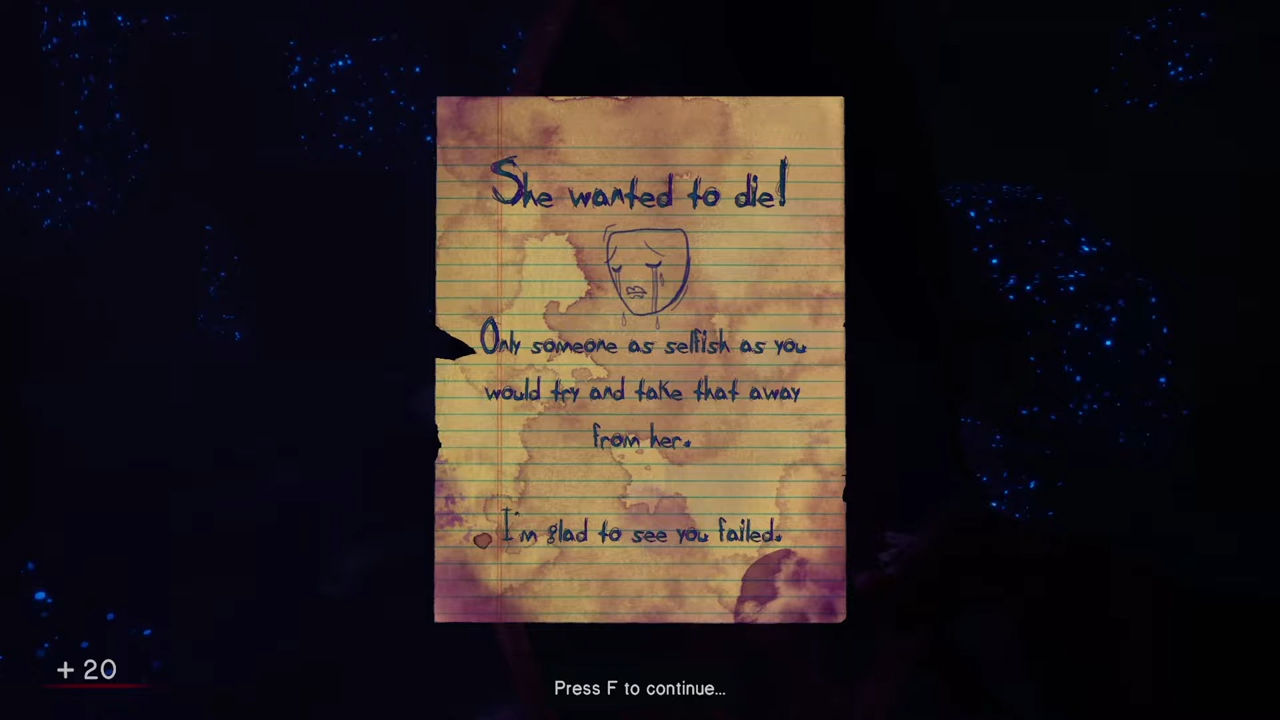 She wanted to die!
Only someone as selfish as you
would try and take that away
from her.
I'm glad to see you failed.
+ 20
Press F to continue...